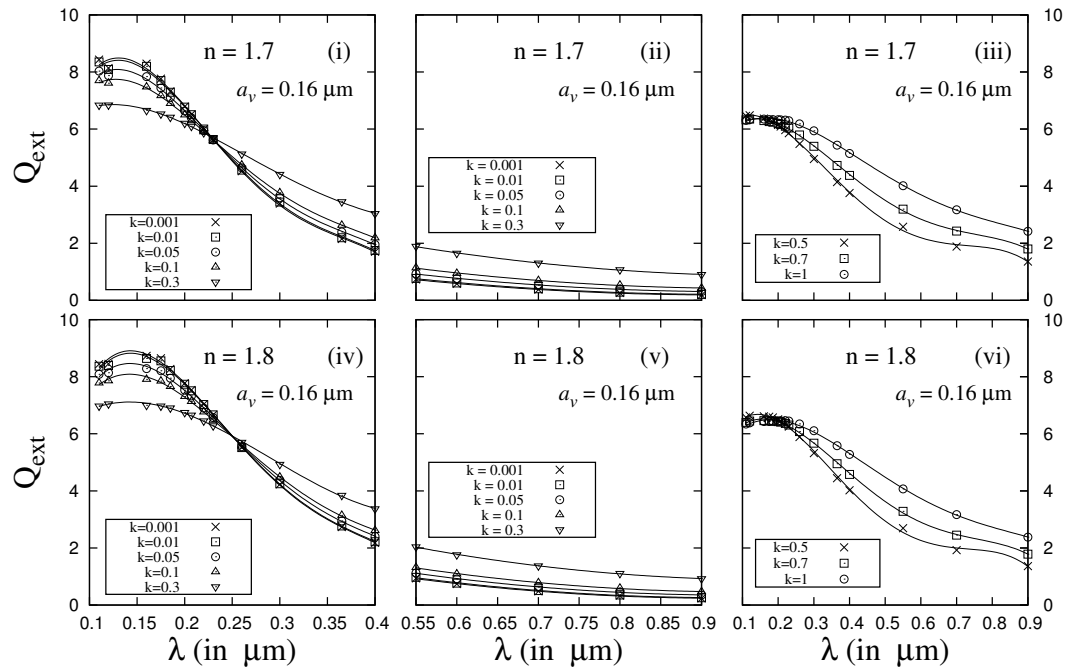 n = 1.7 (i)
a_v = 0.16 μm
k=0.001
k=0.01
k=0.05
k=0.1
k=0.3
Q_ext
0
2
4
6
8
10
n = 1.7 (ii)
a_v = 0.16 μm
k = 0.001
k = 0.01
k = 0.05
k = 0.1
k = 0.3
n = 1.7 (iii)
a_v = 0.16 μm
k=0.5
k=0.7
k=1
0
2
4
6
8
10
n = 1.8 (iv)
a_v = 0.16 μm
k=0.001
k=0.01
k=0.05
k=0.1
k=0.3
Q_ext
0
2
4
6
8
10
0.1 0.15 0.2 0.25 0.3 0.35 0.4
λ (in μm)
n = 1.8 (v)
a_v = 0.16 μm
k = 0.001
k = 0.01
k = 0.05
k = 0.1
k = 0.3
0.55 0.6 0.65 0.7 0.75 0.8 0.85 0.9
λ (in μm)
n = 1.8 (vi)
a_v = 0.16 μm
k=0.5
k=0.7
k=1
0
2
4
6
8
10
0.1 0.2 0.3 0.4 0.5 0.6 0.7 0.8 0.9
λ (in μm)